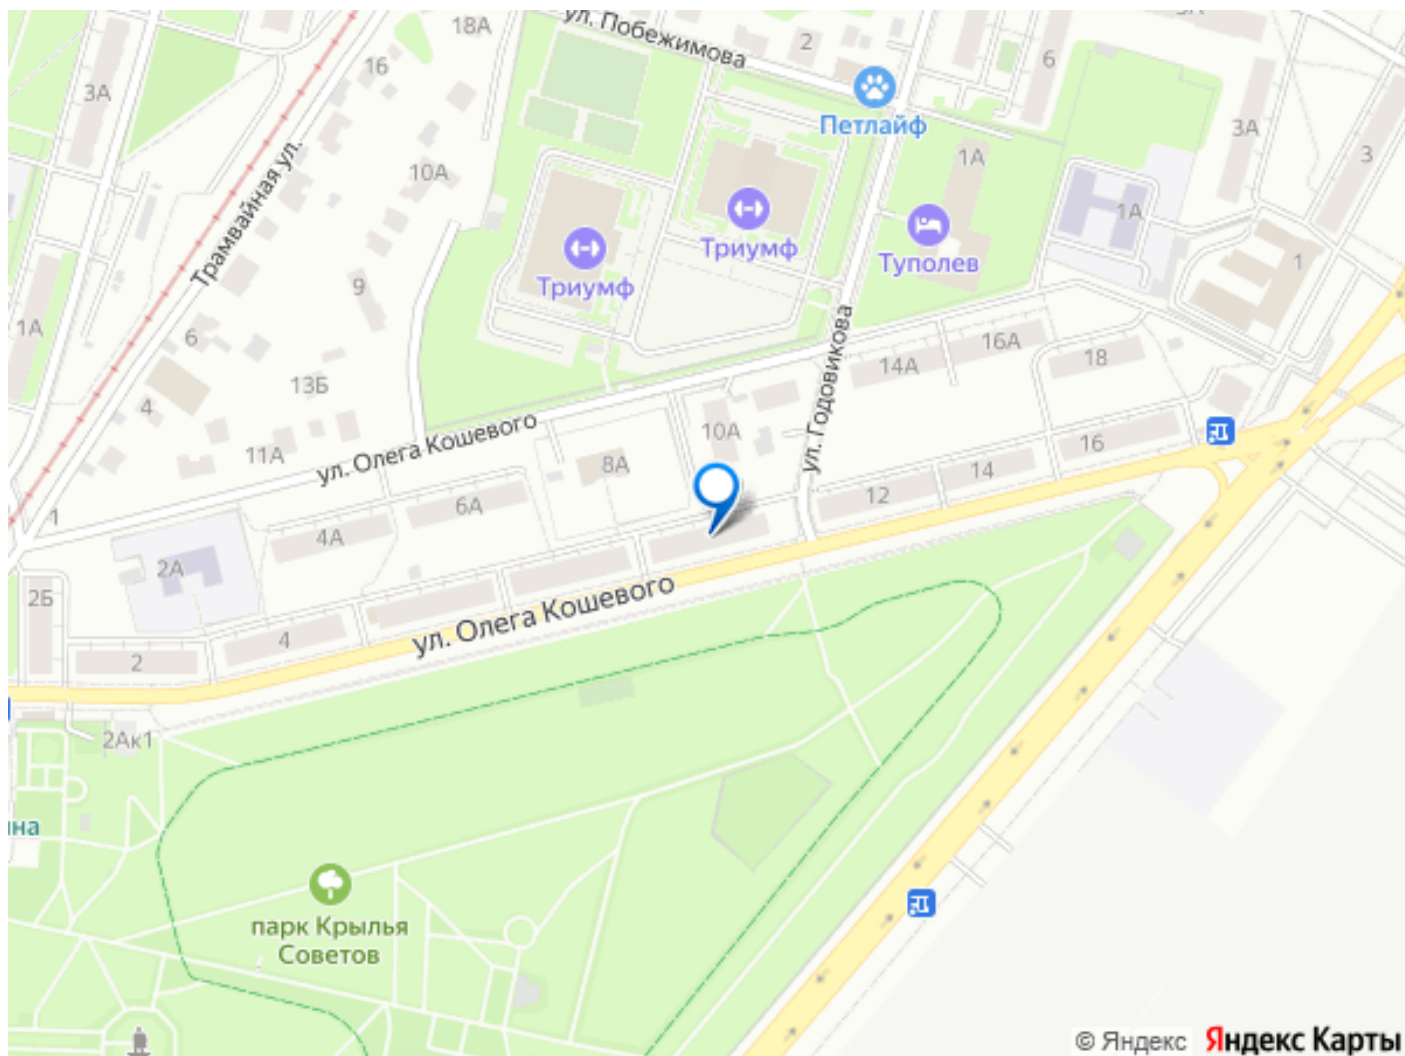 18А
ул. Побежимова
2
3А
6
16
3А
Петлайф
3А
3
1А
10А
Трамвайная ул.
1А
Триумф
Туполев
1
Триумф
9
1А
6
ул. Годовикова
16А
14А
18
13Б
4
ул. Олега Кошевого
10А
11А
8А
16
14
12
6А
1
4А
2А
2Б
ул. Олега Кошевого
4
2
2Ак1
на
парк Крылья
Советов
© Яндекс Яндекс Карты